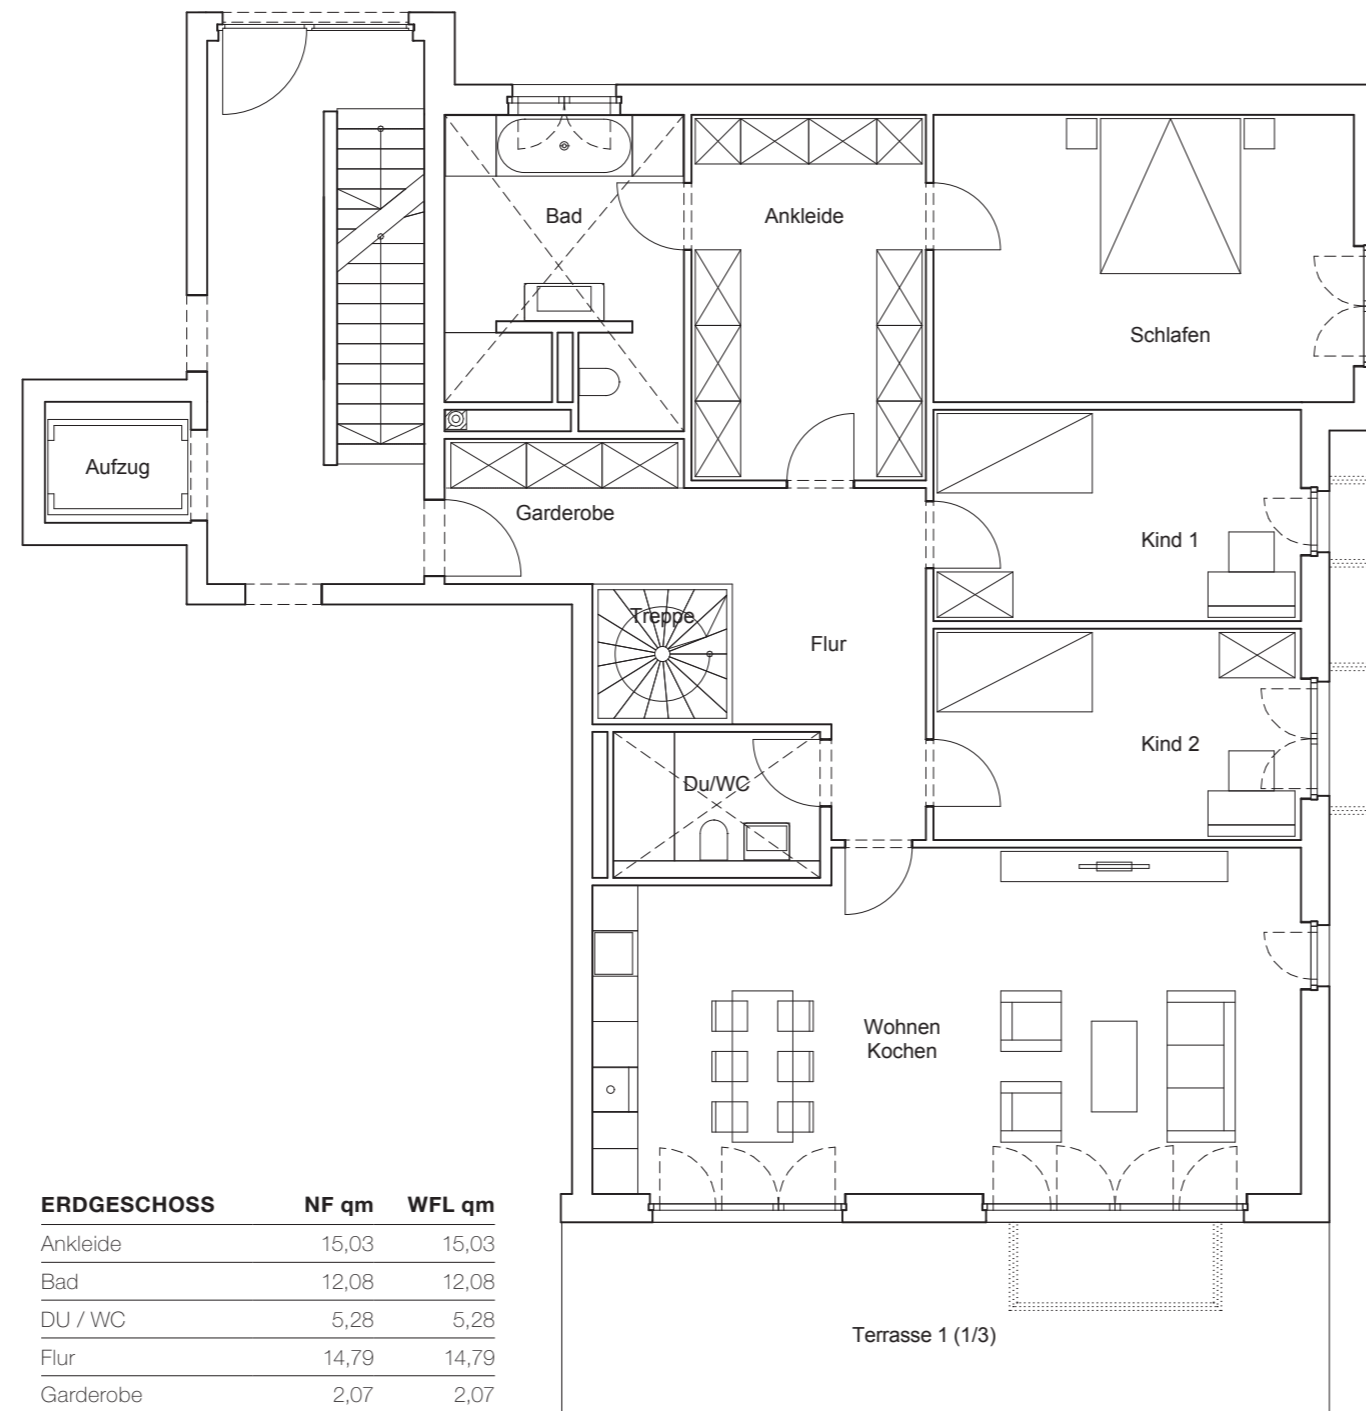 Bad
Ankleide
Schlafen
Aufzug
Garderobe
Kind 1
Treppe
Flur
Kind 2
Du/WC
Wohnen
Kochen
Terrasse 1 (1/3)
ERDGESCHOSS NF qm WFL qm
Ankleide 15,03 15,03
Bad 12,08 12,08
DU / WC 5,28 5,28
Flur 14,79 14,79
Garderobe 2,07 2,07